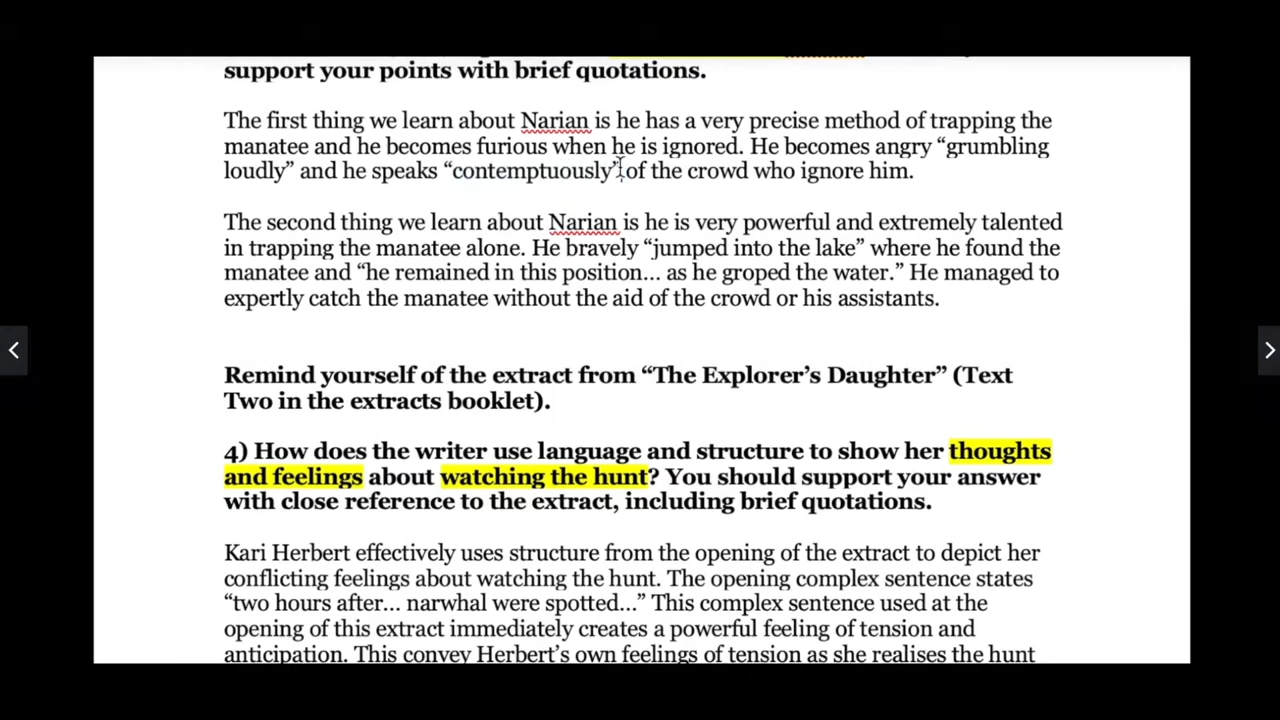 support your points with brief quotations.
The first thing we learn about Narian is he has a very precise method of trapping the
manatee and he becomes furious when he is ignored. He becomes angry “grumbling
loudly” and he speaks “contemptuously” of the crowd who ignore him.
The second thing we learn about Narian is he is very powerful and extremely talented
in trapping the manatee alone. He bravely “jumped into the lake” where he found the
manatee and “he remained in this position… as he groped the water.” He managed to
expertly catch the manatee without the aid of the crowd or his assistants.
Remind yourself of the extract from “The Explorer’s Daughter” (Text
Two in the extracts booklet).
4) How does the writer use language and structure to show her thoughts
and feelings about watching the hunt? You should support your answer
with close reference to the extract, including brief quotations.
Kari Herbert effectively uses structure from the opening of the extract to depict her
conflicting feelings about watching the hunt. The opening complex sentence states
“two hours after… narwhal were spotted…” This complex sentence used at the
opening of this extract immediately creates a powerful feeling of tension and
anticipation. This convey Herbert’s own feelings of tension as she realises the hunt